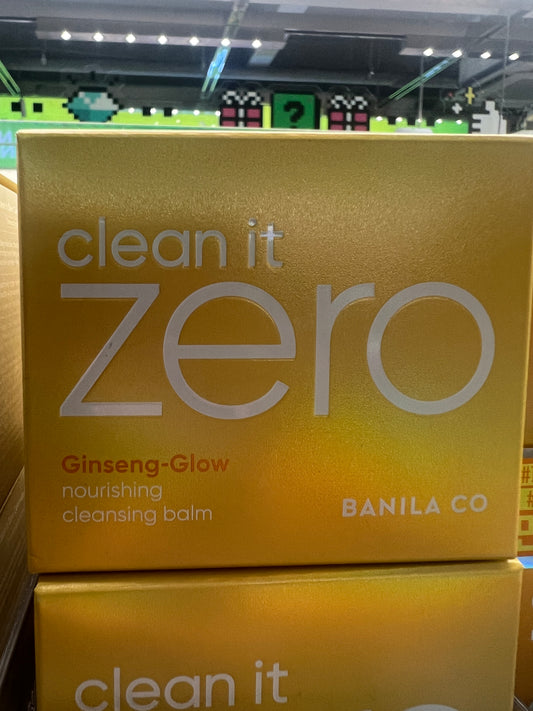 ?
clean it
zero
Ginseng-Glow
nourishing
cleansing balm
BANILA CO
clean it